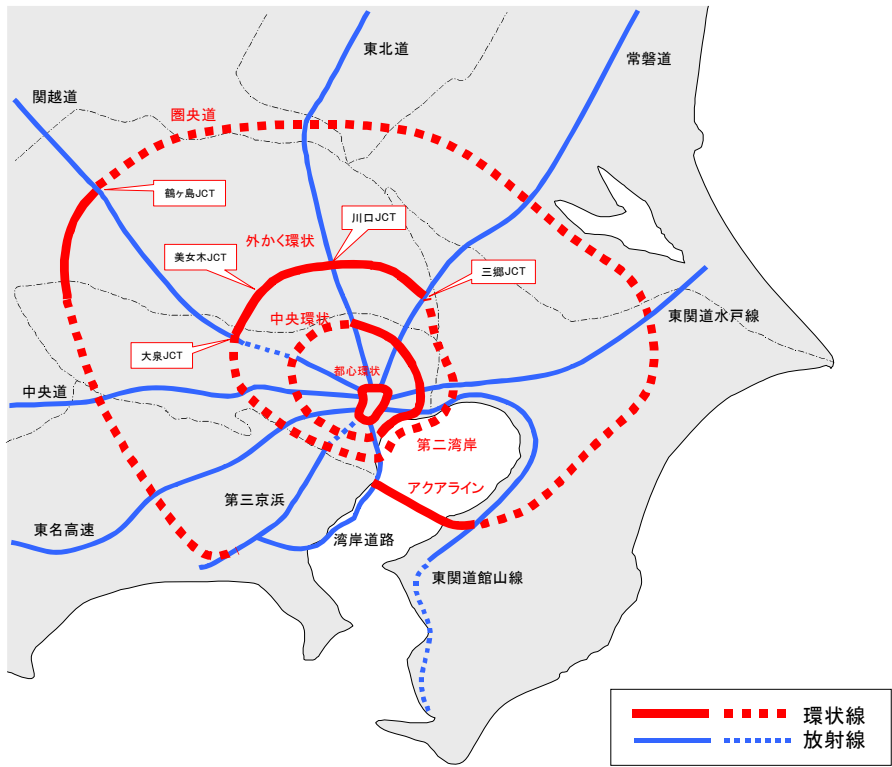 東北道
常磐道
関越道
圏央道
鶴ヶ島JCT
川口JCT
外かく環状
美女木JCT
三郷JCT
中央環状
東関道水戸線
大泉JCT
都心環状
中央道
第二湾岸
アクアライン
第三京浜
東名高速
湾岸道路
東関道館山線
環状線
放射線